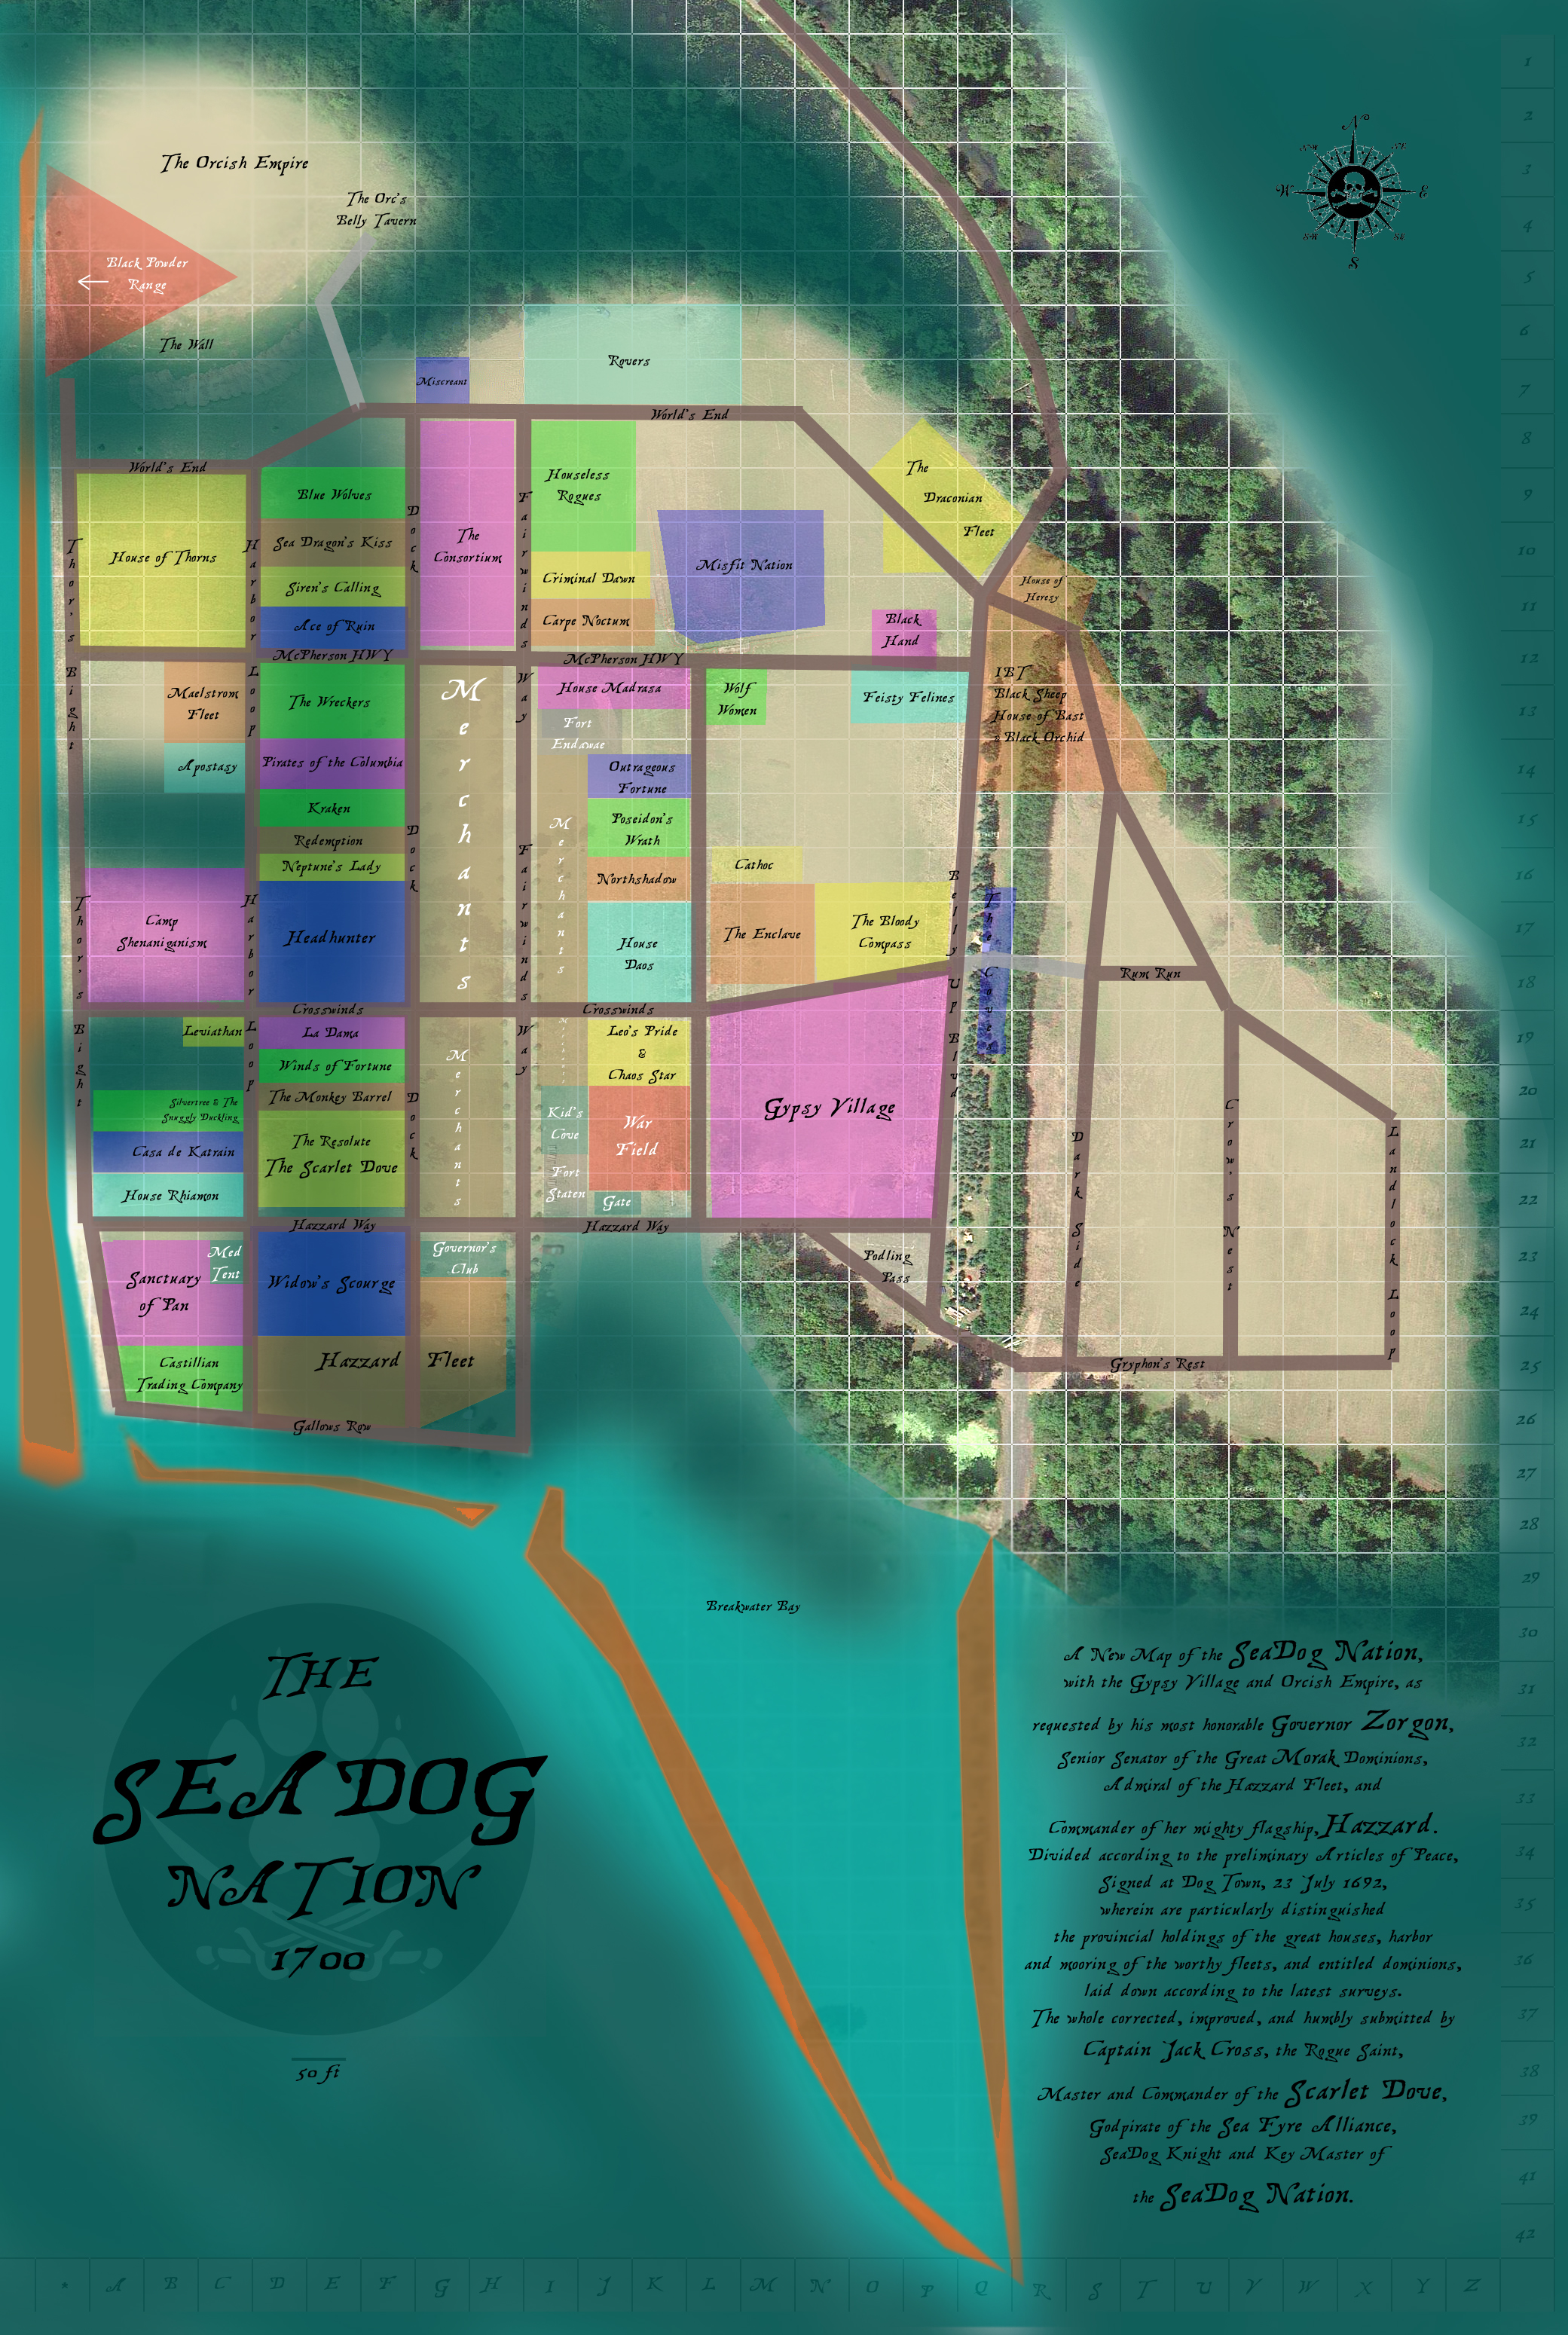 1
2
3
4
5
6
7
8
9
10
11
12
13
14
15
16
17
18
19
20
21
22
23
24
25
26
27
28
29
30
31
32
33
34
35
36
37
38
39
41
42
N
W
E
S
NE
The Orcish Empire
The Orc's
Belly Tavern
Black Powder
Range
The Wall
Miscreant
Rovers
World's End
World's End
Blue Wolves
Sea Dragon's Kiss
Siren's Calling
Ace of Ruin
House of Thorns
The
Consortium
Houseless
Rogues
Criminal Dawn
Carpe Noctum
Misfit Nation
The
Draconian
Fleet
House of
Heresy
Black
Hand
McPherson HWY
McPherson HWY
Thor's Bight
Harbor Loop
Dock
Fairwinds Way
Maelstrom
Fleet
Apostasy
The Wreckers
Pirates of the Columbia
Kraken
Redemption
Neptune's Lady
Headhunter
Camp
Shenaniganism
Merchants
House Madrasa
Fort
Endawae
Outrageous
Fortune
Merchants
Poseidon's
Wrath
Northshadow
House
Daos
Wolf
Women
Feisty Felines
IBT
Black Sheep
House of Bast
& Black Orchid
Cathoc
The Enclave
The Bloody
Compass
Belly Up Blvd.
Rum Run
Thor's Bight
Harbor Loop
Dock
Fairwinds Way
Crosswinds
Crosswinds
Leviathan
La Dama
Winds of Fortune
The Monkey Barrel
The Resolute
The Scarlet Dove
Silvertree & The
Snuggly Duckling
Casa de Katrain
House Rhiamon
Dock
Merchants
Leo's Pride
&
Chaos Star
Kid's
Cove
War
Field
Fort
Staten
Gate
Gypsy Village
Dark Side
Crow's Nest
Landlock Loop
Hazzard Way
Hazzard Way
Med
Tent
Sanctuary
of Pan
Widow's Scourge
Governor's
Club
Podling
Pass
Castillian
Trading Company
Hazzard Fleet
Gryphon's Rest
Gallows Row
Breakwater Bay
THE
SEADOG
NATION
1700
50 ft
A New Map of the SeaDog Nation,
with the Gypsy Village and Orcish Empire, as
requested by his most honorable Governor Zorgon,
Senior Senator of the Great Morak Dominions,
Admiral of the Hazzard Fleet, and
Commander of her mighty flagship, Hazzard.
Divided according to the preliminary Articles of Peace,
Signed at Dog Town, 23 July 1692,
wherein are particularly distinguished
the provincial holdings of the great houses, harbor
and mooring of the worthy fleets, and entitled dominions,
laid down according to the latest surveys.
The whole corrected, improved, and humbly submitted by
Captain Jack Cross, the Rogue Saint,
Master and Commander of the Scarlet Dove,
Godpirate of the Sea Fyre Alliance,
SeaDog Knight and Key Master of
the SeaDog Nation.
* A B C D E F G H I J K L M N O P Q R S T U V W X Y Z